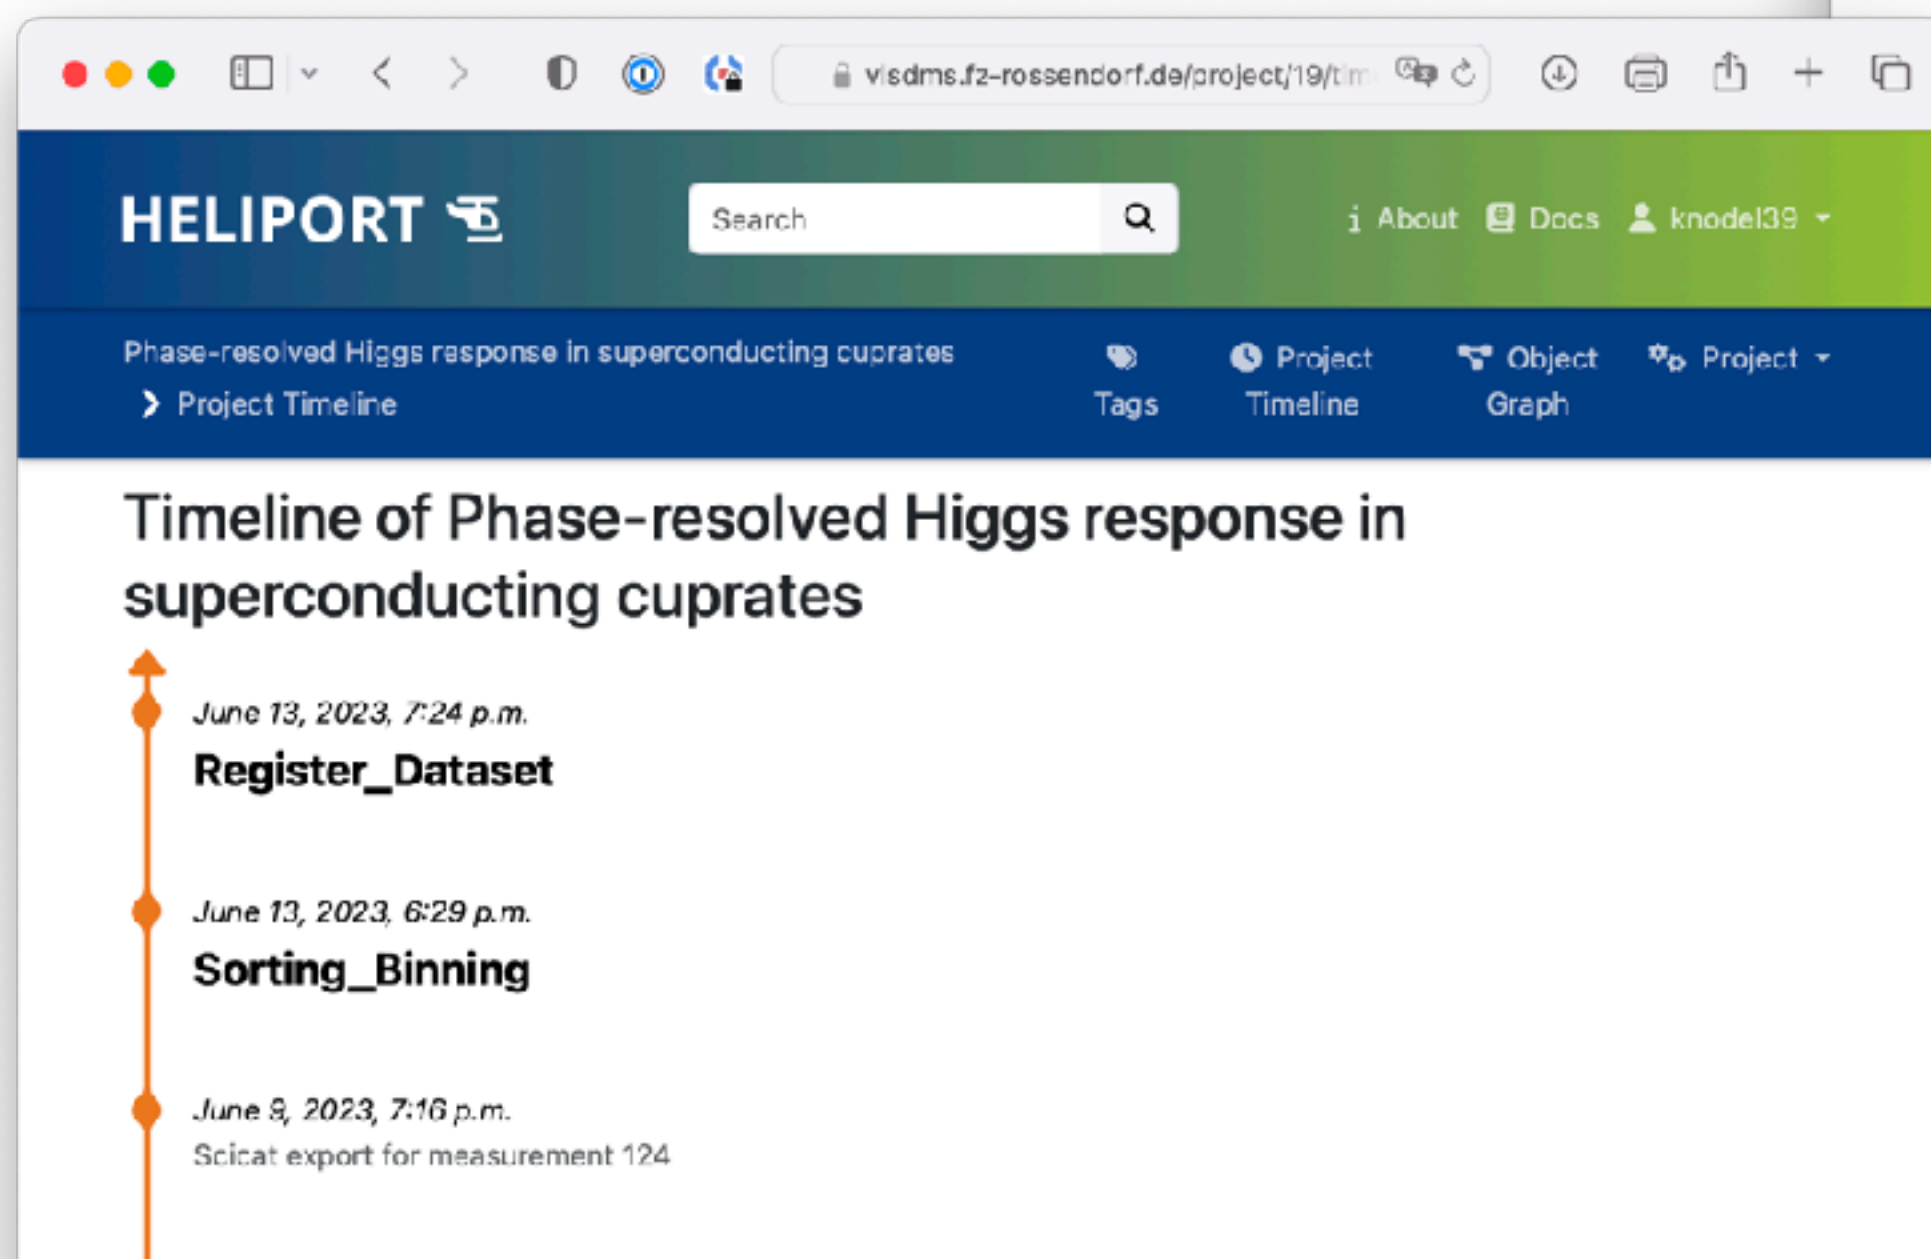 visdms.fz-rossendorf.de/project/19/tim
HELIPORT
Search
i About Docs knodel39
Phase-resolved Higgs response in superconducting cuprates
Project Timeline
Tags
Project Timeline
Object Graph
Project
Timeline of Phase-resolved Higgs response in
superconducting cuprates
June 13, 2023, 7:24 p.m.
Register_Dataset
June 13, 2023, 6:29 p.m.
Sorting_Binning
June 9, 2023, 7:16 p.m.
Scicat export for measurement 124